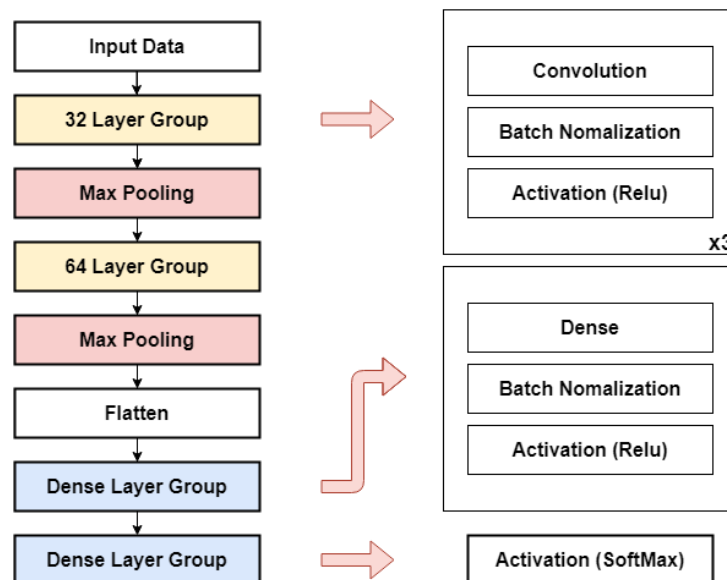 Input Data
32 Layer Group
Max Pooling
64 Layer Group
Max Pooling
Flatten
Dense Layer Group
Dense Layer Group
Convolution
Batch Nomalization
Activation (Relu)
x3
Dense
Batch Nomalization
Activation (Relu)
Activation (SoftMax)